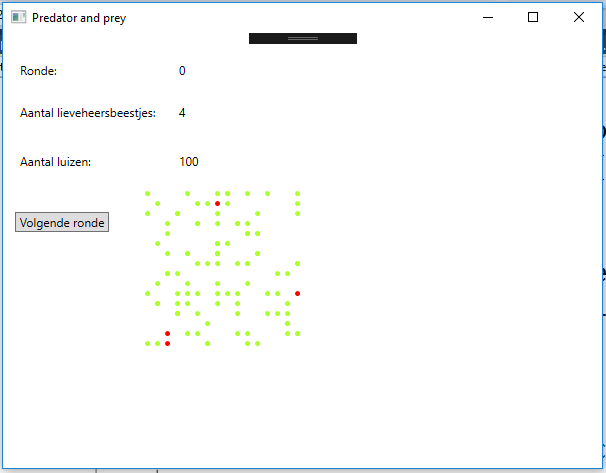 Predator and prey
Ronde: 0
Aantal lieveheersbeestjes: 4
Aantal luizen: 100
Volgende ronde